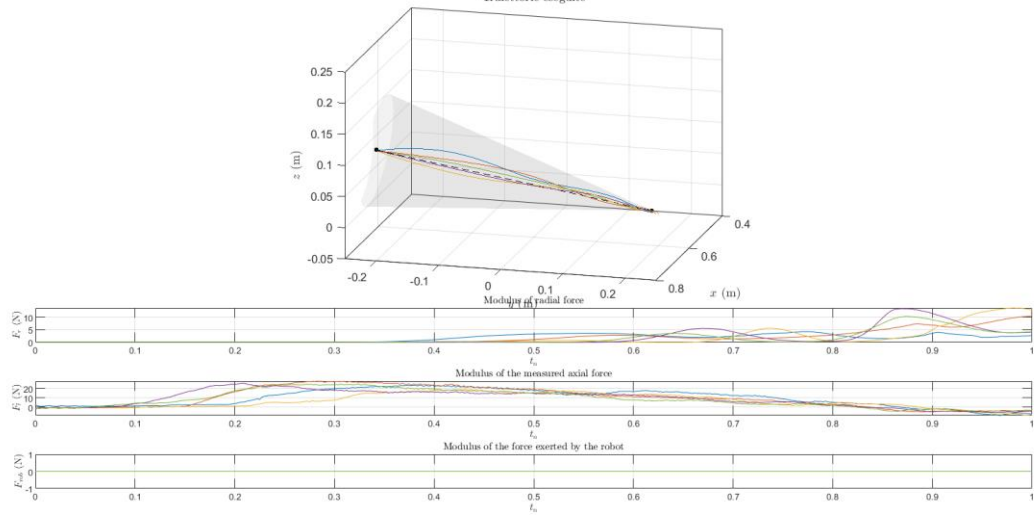 0.25
0.2
0.15
0.1
0.05
0
-0.05
z (m)
-0.2
-0.1
0
0.1
0.2
0.4
0.6
0.8
x (m)
(m)
Modulus of radial force
F_r (N)
10
5
0
0 0.1 0.2 0.3 0.4 0.5 0.6 0.7 0.8 0.9 1
t_n
Modulus of the measured axial force
F_l (N)
20
10
0
0 0.1 0.2 0.3 0.4 0.5 0.6 0.7 0.8 0.9 1
t_n
Modulus of the force exerted by the robot
F_rob (N)
1
0
-1
0 0.1 0.2 0.3 0.4 0.5 0.6 0.7 0.8 0.9 1
t_n